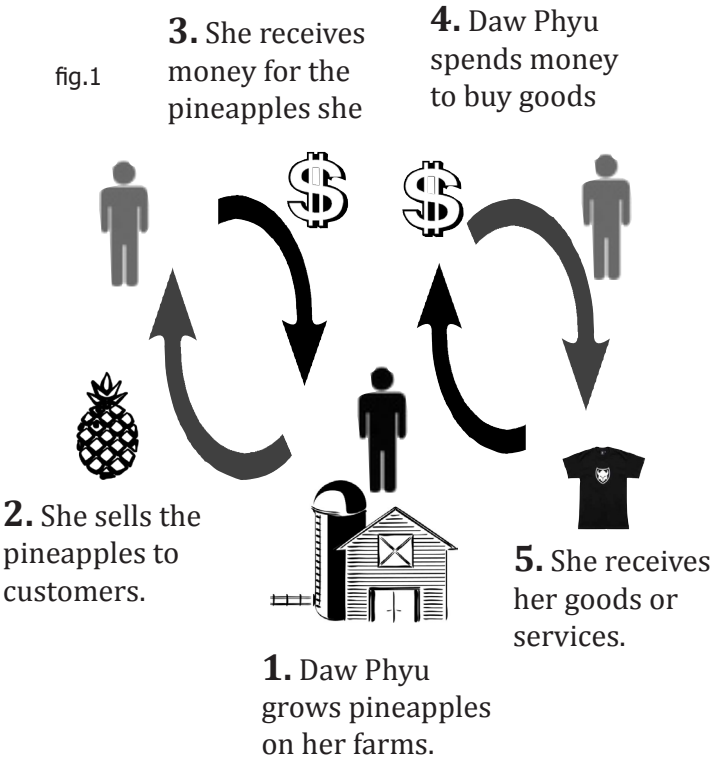 fig.1
3. She receives
money for the
pineapples she
4. Daw Phyu
spends money
to buy goods
2. She sells the
pineapples to
customers.
5. She receives
her goods or
services.
1. Daw Phyu
grows pineapples
on her farms.